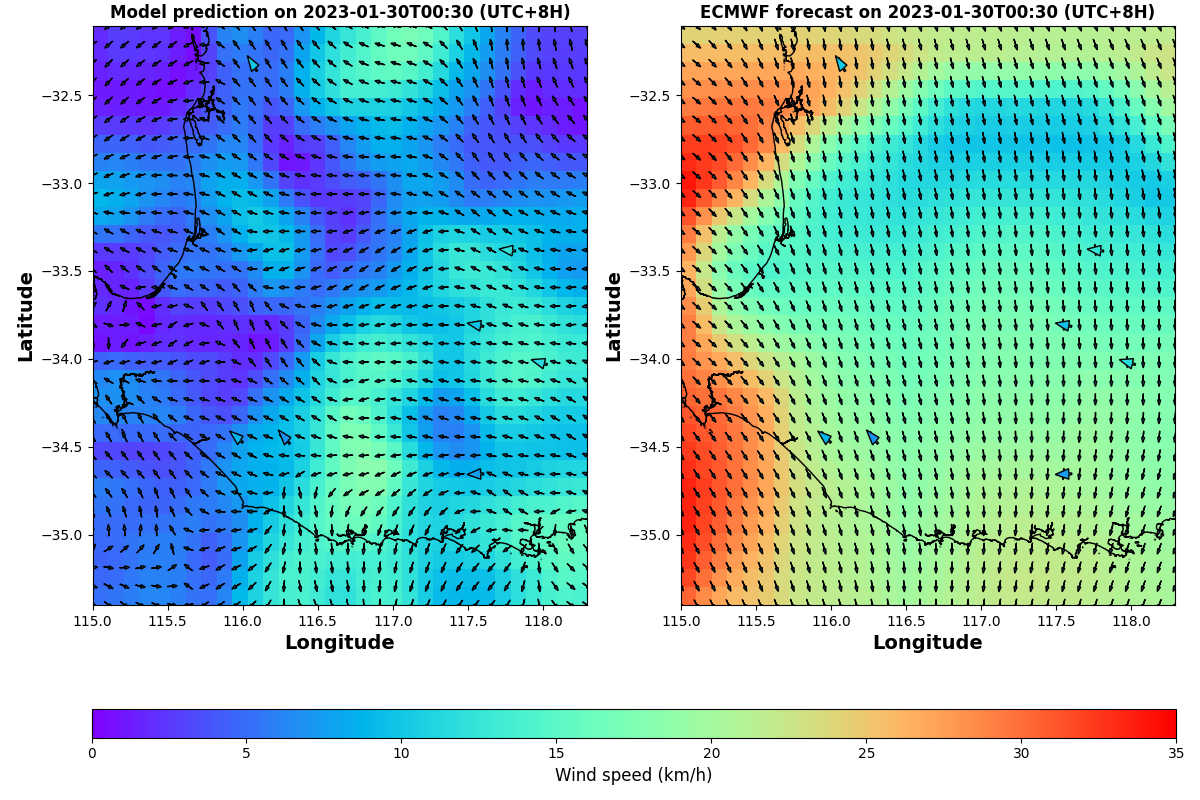 Model prediction on 2023-01-30T00:30 (UTC+8H)
ECMWF forecast on 2023-01-30T00:30 (UTC+8H)
Latitude
−32.5
−33.0
−33.5
−34.0
−34.5
−35.0
115.0 115.5 116.0 116.5 117.0 117.5 118.0
Longitude
Latitude
−32.5
−33.0
−33.5
−34.0
−34.5
−35.0
115.0 115.5 116.0 116.5 117.0 117.5 118.0
Longitude
0 5 10 15 20 25 30 35
Wind speed (km/h)